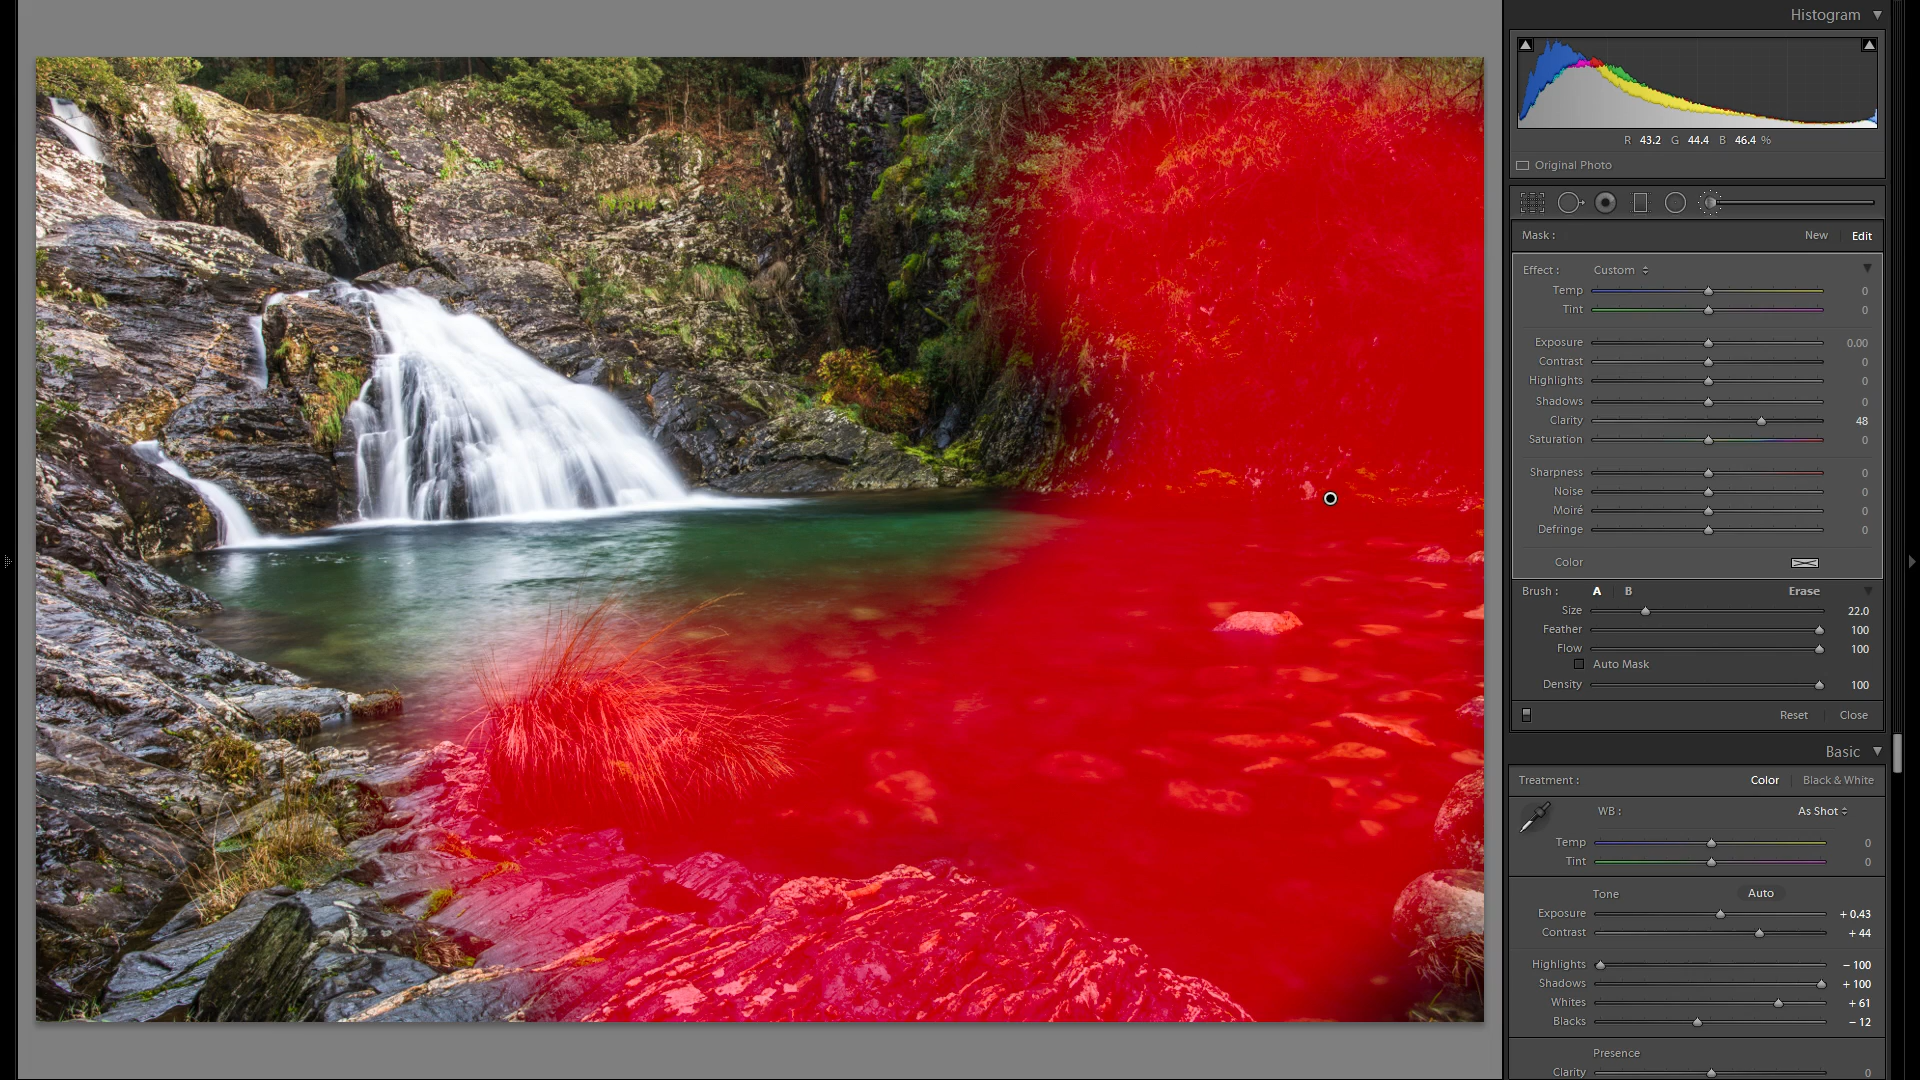 Histogram
R 43.2 G 44.4 B 46.4 %
Original Photo
Mask : New Edit
Effect : Custom
Temp 0
Tint 0
Exposure 0.00
Contrast 0
Highlights 0
Shadows 0
Clarity 48
Saturation 0
Sharpness 0
Noise 0
Moiré 0
Defringe 0
Color
Brush : A B Erase
Size 22.0
Feather 100
Flow 100
Auto Mask
Density 100
Reset Close
Basic
Treatment : Color Black & White
WB : As Shot
Temp 0
Tint 0
Tone Auto
Exposure + 0.43
Contrast + 44
Highlights − 100
Shadows + 100
Whites + 61
Blacks − 12
Presence
Clarity 0